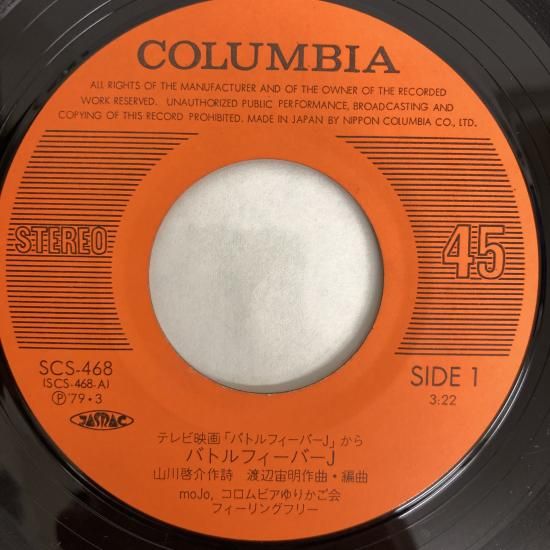 COLUMBIA
ALL RIGHTS OF THE MANUFACTURER AND OF THE OWNER OF THE RECORDED
WORK RESERVED. UNAUTHORIZED PUBLIC PERFORMANCE, BROADCASTING AND
COPYING OF THIS RECORD PROHIBITED. MADE IN JAPAN BY NIPPON COLUMBIA CO., LTD.
STEREO
45
SCS-468
(SCS-468-A)
Ⓟ'79・3
JASRAC
SIDE 1
3:22
テレビ映画「バトルフィーバーJ」から
バトルフィーバーJ
山川啓介作詩 渡辺宙明作曲・編曲
moJo, コロムビアゆりかご会
フィーリングフリー